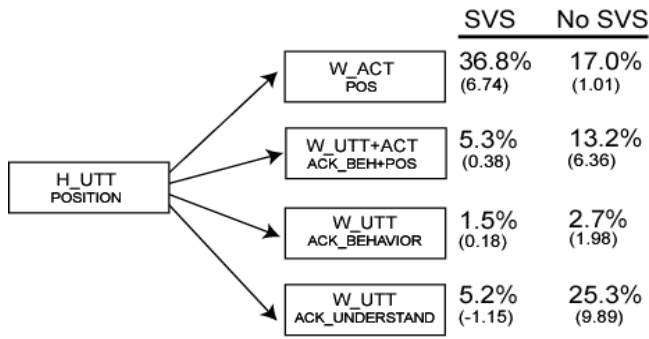 SVS No SVS
W_ACT 36.8% 17.0%
POS (6.74) (1.01)
W_UTT+ACT 5.3% 13.2%
ACK_BEH+POS (0.38) (6.36)
H_UTT
POSITION
W_UTT 1.5% 2.7%
ACK_BEHAVIOR (0.18) (1.98)
W_UTT 5.2% 25.3%
ACK_UNDERSTAND (-1.15) (9.89)